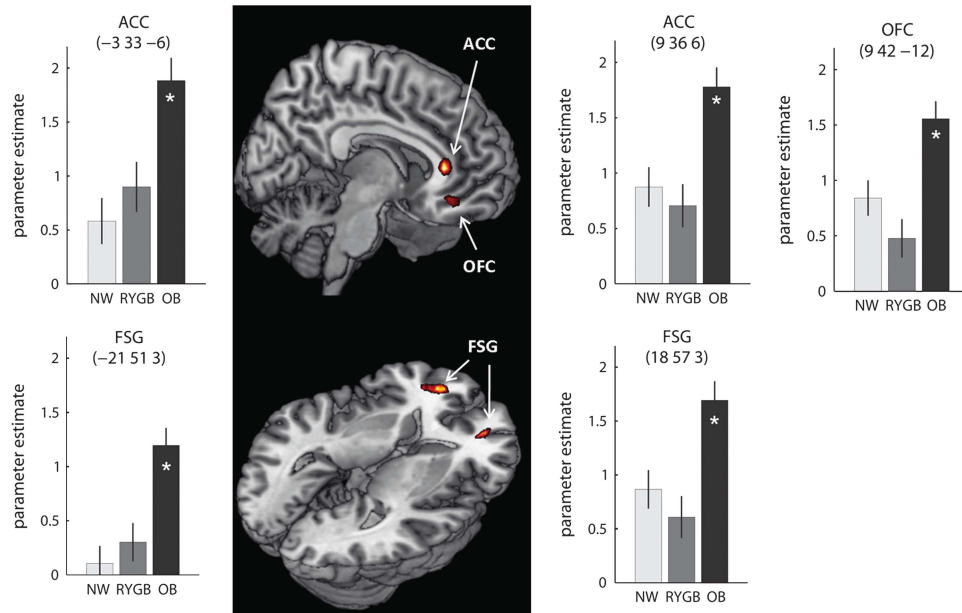 ACC
(−3 33 −6)
parameter estimate
2
1.5
1
0.5
0
*
NW RYGB OB
ACC
OFC
ACC
(9 36 6)
parameter estimate
2
1.5
1
0.5
0
*
NW RYGB OB
OFC
(9 42 −12)
parameter estimate
2
1.5
1
0.5
0
*
NW RYGB OB
FSG
(−21 51 3)
parameter estimate
2
1.5
1
0.5
0
*
NW RYGB OB
FSG
FSG
(18 57 3)
parameter estimate
2
1.5
1
0.5
0
*
NW RYGB OB